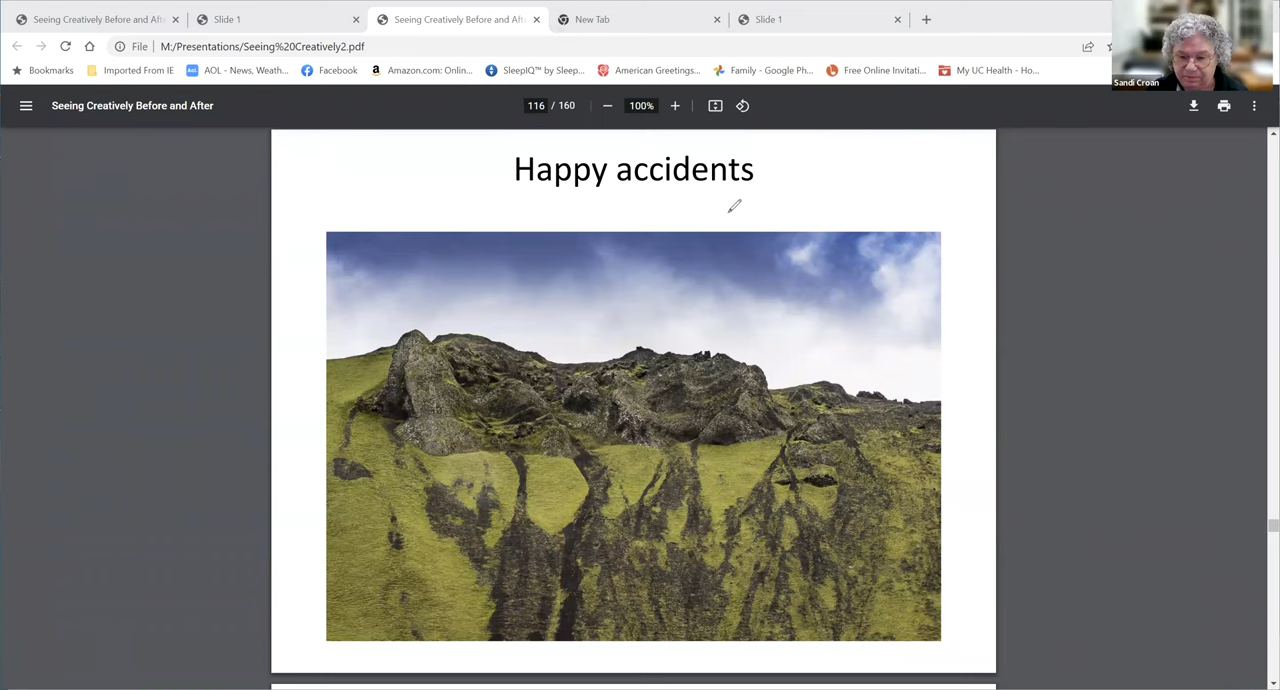 Seeing Creatively Before and Aft
Slide 1
Seeing Creatively Before and Aft
New Tab
Slide 1
File
M:/Presentations/Seeing%20Creatively2.pdf
Bookmarks
Imported From IE
Aol
AOL - News, Weath...
Facebook
Amazon.com: Onlin...
SleepIQ™ by Sleep...
American Greetings...
Family - Google Ph...
Free Online Invitati...
My UC Health - Ho...
Sandi Croan
Seeing Creatively Before and After
116 / 160
100%
Happy accidents